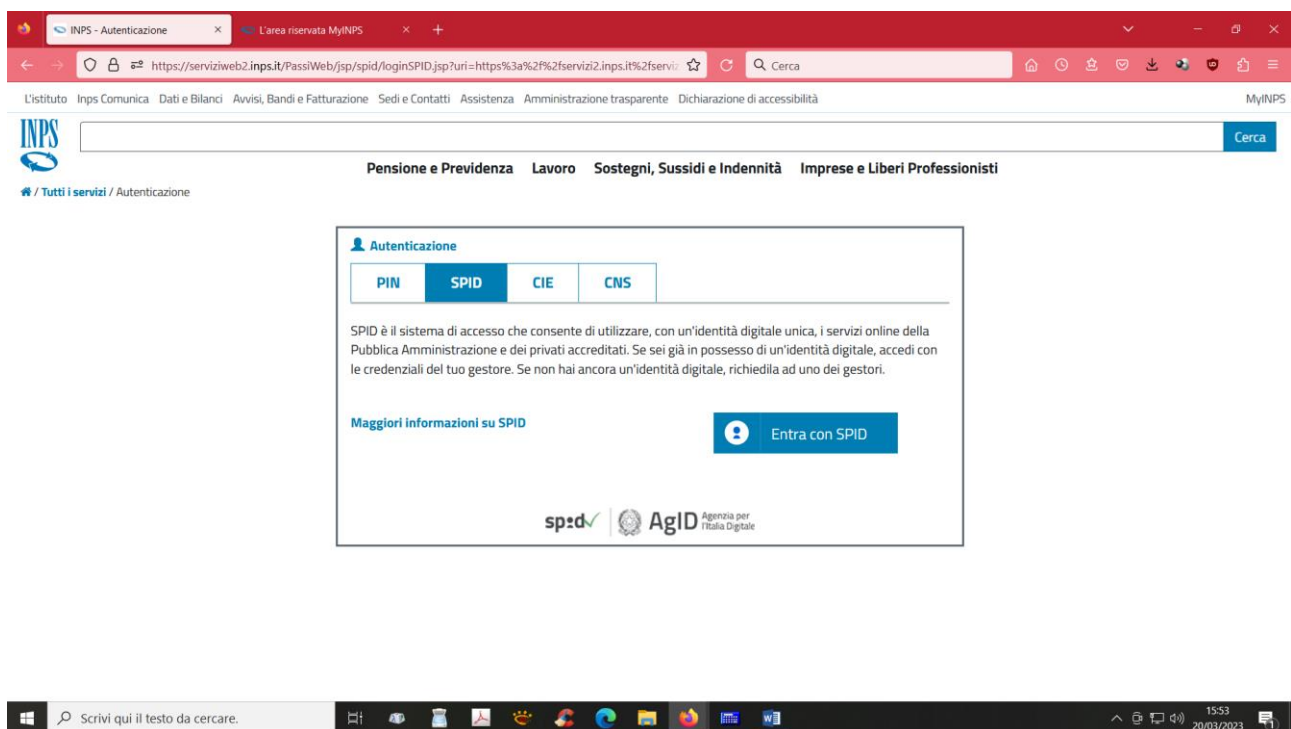 INPS - Autenticazione
L'area riservata MyINPS
https://serviziweb2.inps.it/PassiWeb/jsp/spid/loginSPID.jsp?uri=https%3a%2f%2fservizi2.inps.it%2fserviz
Cerca
L'istituto Inps Comunica Dati e Bilanci Avvisi, Bandi e Fatturazione Sedi e Contatti Assistenza Amministrazione trasparente Dichiarazione di accessibilità MyINPS
INPS
Cerca
Pensione e Previdenza Lavoro Sostegni, Sussidi e Indennità Imprese e Liberi Professionisti
/ Tutti i servizi / Autenticazione
Autenticazione
PIN SPID CIE CNS
SPID è il sistema di accesso che consente di utilizzare, con un'identità digitale unica, i servizi online della
Pubblica Amministrazione e dei privati accreditati. Se sei già in possesso di un'identità digitale, accedi con
le credenziali del tuo gestore. Se non hai ancora un'identità digitale, richiedila ad uno dei gestori.
Maggiori informazioni su SPID
Entra con SPID
spid
AgID Agenzia per
l'Italia Digitale
Scrivi qui il testo da cercare.
15:53
20/03/2023